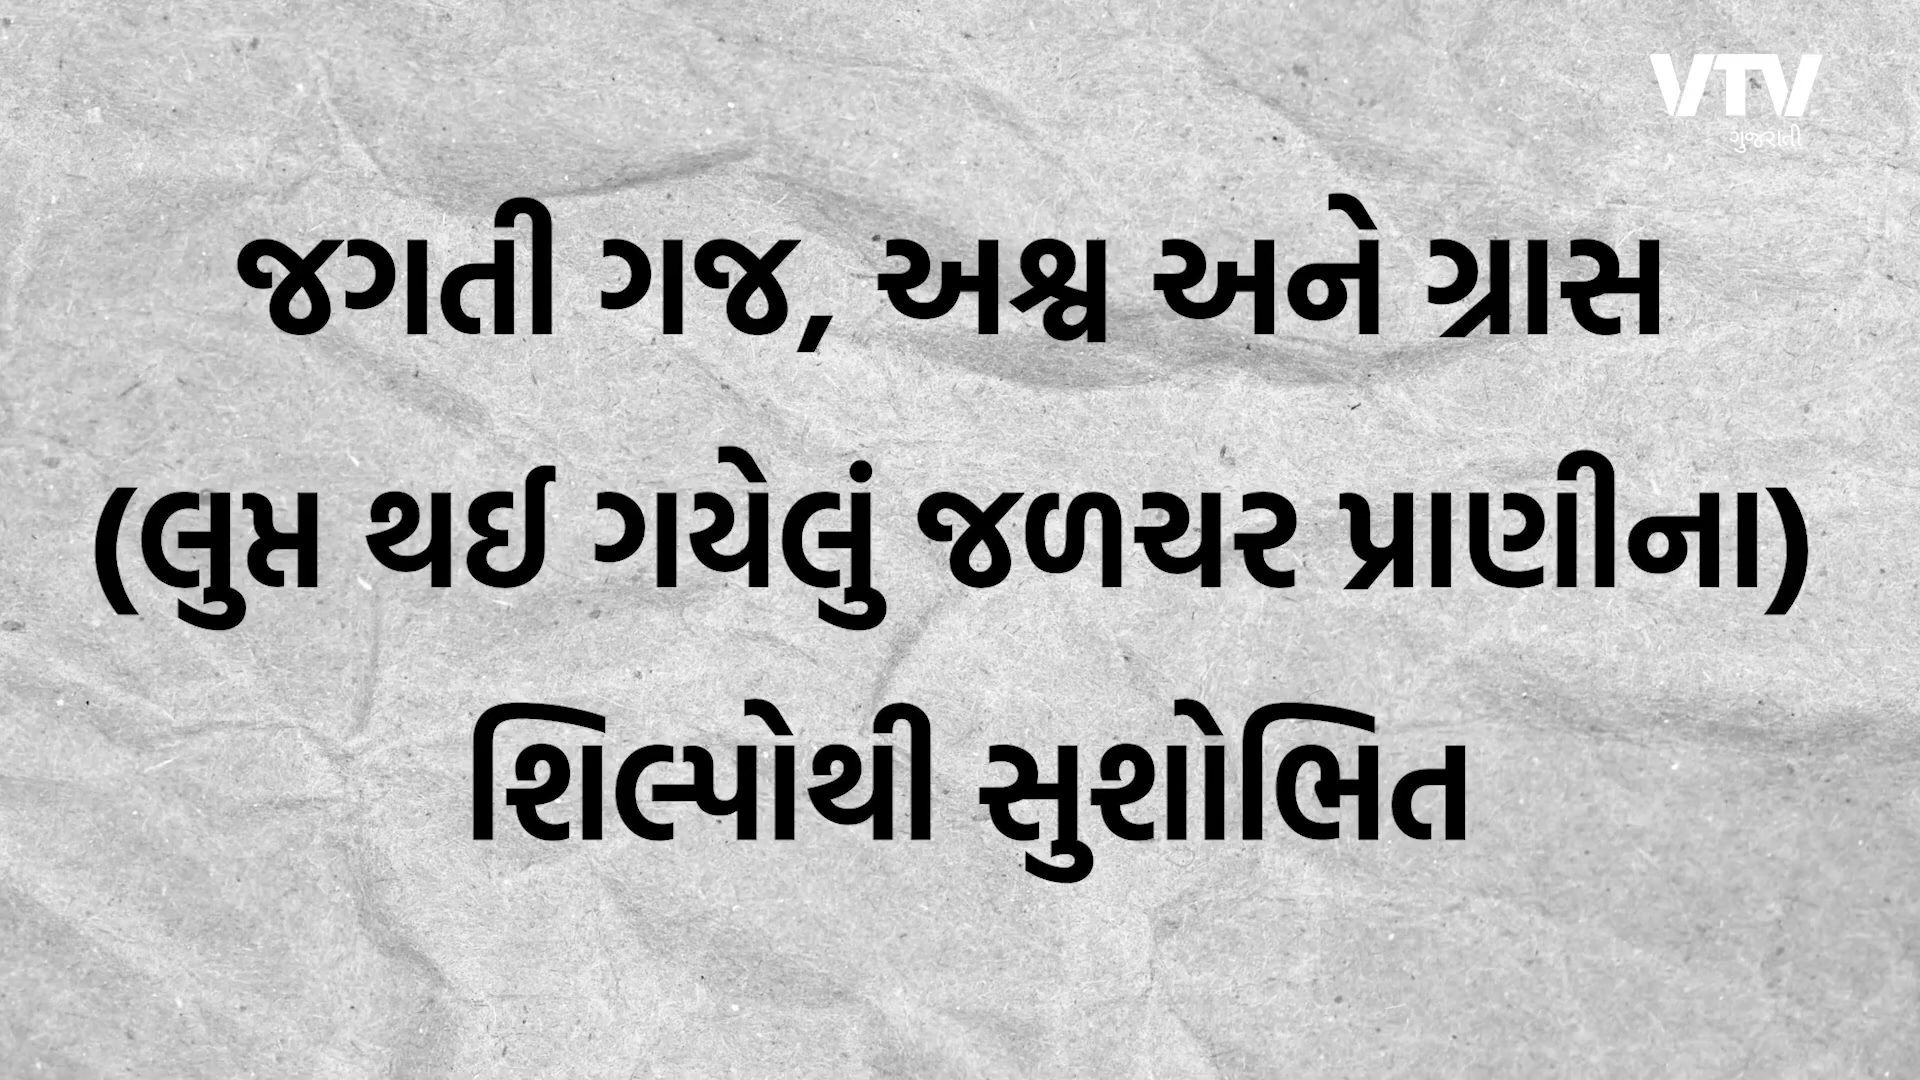 VTV
ગુજરાતી
જગતી ગજ, અશ્વ અને ગ્રાસ
(લુપ્ત થઈ ગયેલું જળચર પ્રાણીના)
શિલ્પોથી સુશોભિત